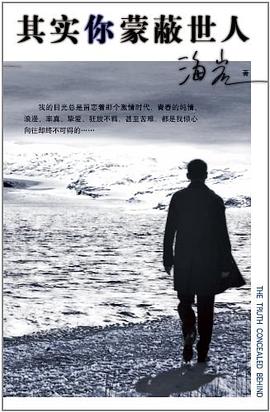 其实你蒙蔽世人
海岩 著
我的目光总是留恋着那个激情时代，青春的纯情、
浪漫、率真、挚爱、狂放不羁，甚至苦难，都是我倾心
向往却终不可得的……
THE TRUTH CONCEALED BEHIND